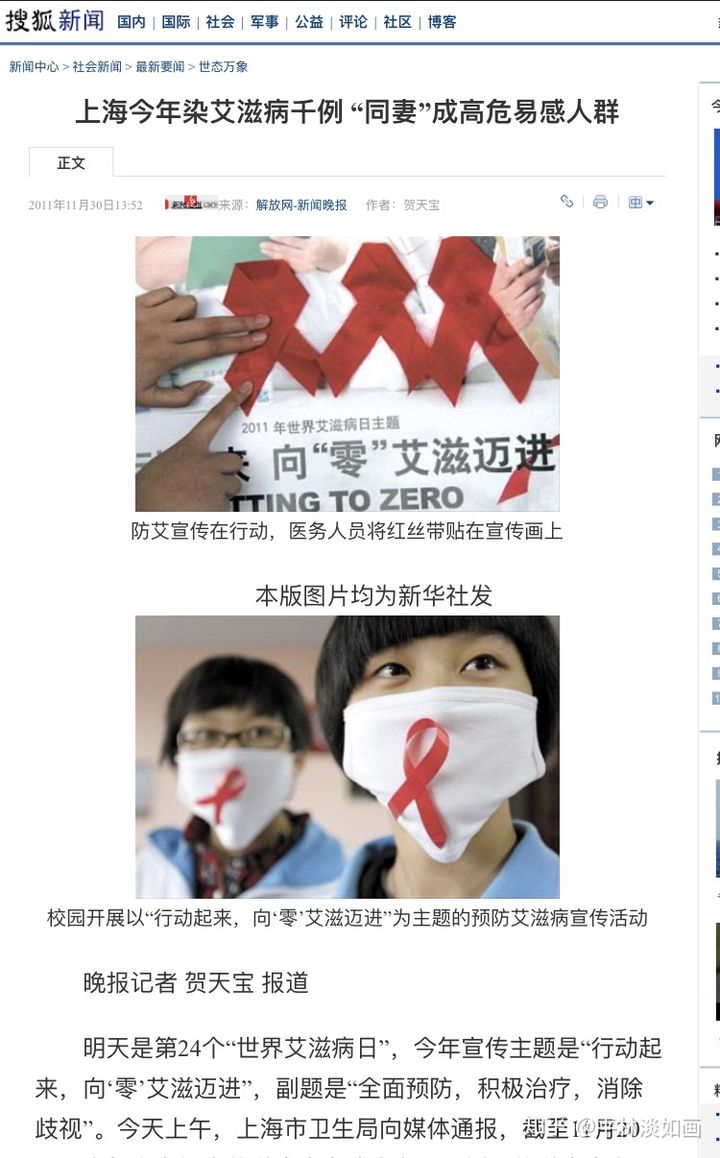 搜狐新闻 国内 | 国际 | 社会 | 军事 | 公益 | 评论 | 社区 | 博客
新闻中心 > 社会新闻 > 最新要闻 > 世态万象
上海今年染艾滋病千例 “同妻”成高危易感人群
正文
2011年11月30日13:52 来源：解放网-新闻晚报 作者：贺天宝
2011 年世界艾滋病日主题
向“零”艾滋迈进
TTING TO ZERO
防艾宣传在行动，医务人员将红丝带贴在宣传画上
本版图片均为新华社发
校园开展以“行动起来，向‘零’艾滋迈进”为主题的预防艾滋病宣传活动
晚报记者 贺天宝 报道
明天是第24个“世界艾滋病日”，今年宣传主题是“行动起
来，向‘零’艾滋迈进”，副题是“全面预防，积极治疗，消除
歧视”。今天上午，上海市卫生局向媒体通报，截至11月20
知乎